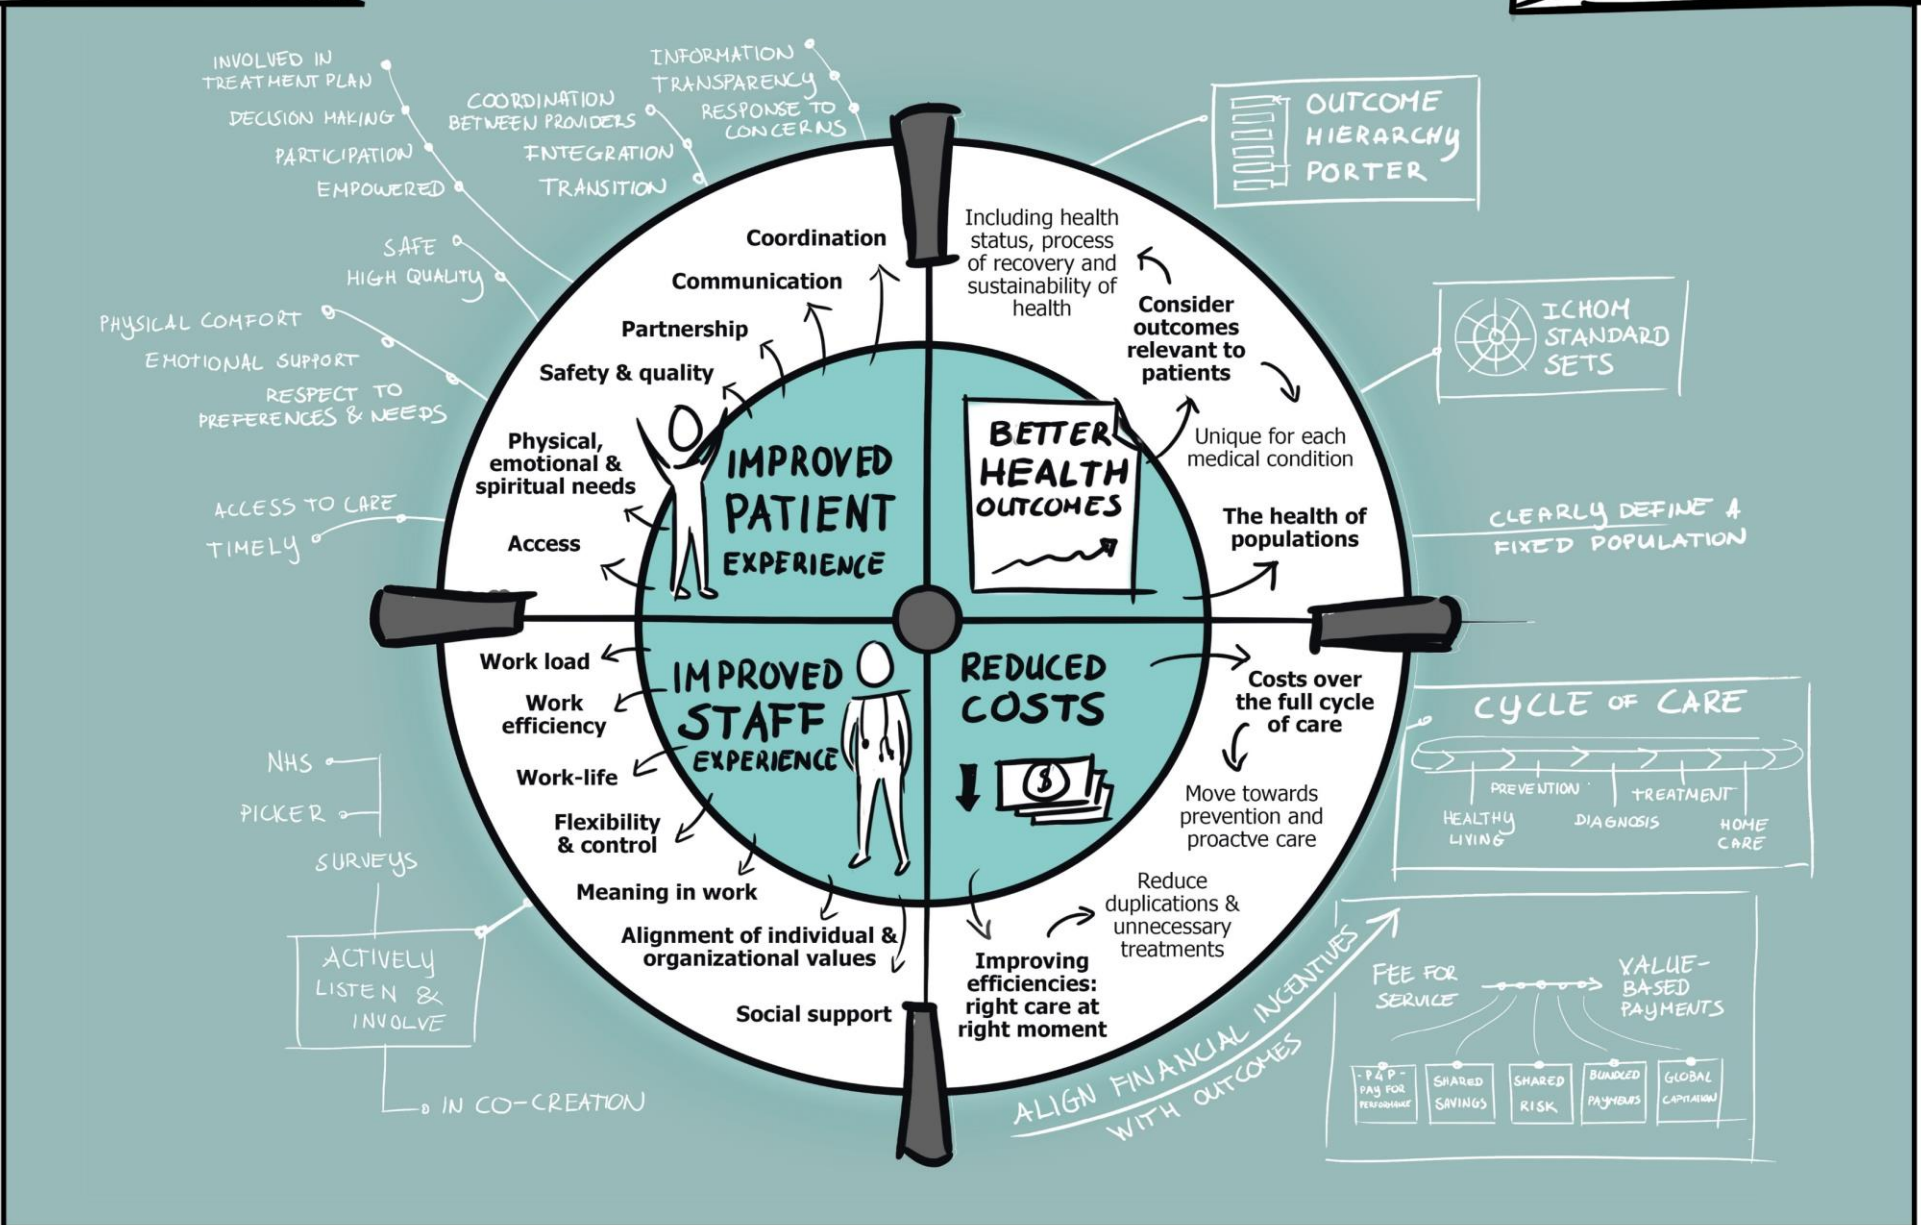 INVOLVED IN
TREATMENT PLAN
DECISION MAKING
PARTICIPATION
EMPOWERED
COORDINATION
BETWEEN PROVIDERS
INTEGRATION
TRANSITION
INFORMATION
TRANSPARENCY
RESPONSE TO
CONCERNS
SAFE
HIGH QUALITY
PHYSICAL COMFORT
EMOTIONAL SUPPORT
RESPECT TO
PREFERENCES & NEEDS
ACCESS TO CARE
TIMELY
Coordination
Communication
Partnership
Safety & quality
Physical,
emotional &
spiritual needs
Access
IMPROVED
PATIENT
EXPERIENCE
OUTCOME
HIERARCHY
PORTER
ICHOM
STANDARD
SETS
CLEARLY DEFINE A
FIXED POPULATION
Including health
status, process
of recovery and
sustainability of
health
Consider
outcomes
relevant to
patients
Unique for each
medical condition
The health of
populations
BETTER
HEALTH
OUTCOMES
IMPROVED
STAFF
EXPERIENCE
Work load
Work
efficiency
Work-life
Flexibility
& control
Meaning in work
Alignment of individual &
organizational values
Social support
NHS
PICKER
SURVEYS
ACTIVELY
LISTEN &
INVOLVE
IN CO-CREATION
REDUCED
COSTS
$
Costs over
the full cycle
of care
Move towards
prevention and
proactve care
Reduce
duplications &
unnecessary
treatments
Improving
efficiencies:
right care at
right moment
CYCLE OF CARE
PREVENTION
TREATMENT
HEALTHY
LIVING
DIAGNOSIS
HOME
CARE
ALIGN FINANCIAL INCENTIVES
WITH OUTCOMES
FEE FOR
SERVICE
VALUE-
BASED
PAYMENTS
- P4P -
PAY FOR
PERFORMANCE
SHARED
SAVINGS
SHARED
RISK
BUNDLED
PAYMENTS
GLOBAL
CAPITATION